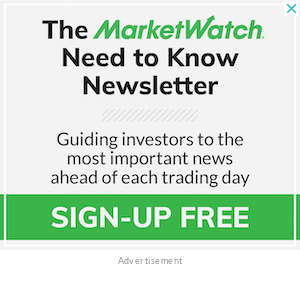 The MarketWatch
Need to Know
Newsletter
Guiding investors to the
most important news
ahead of each trading day
SIGN-UP FREE
Advertisement